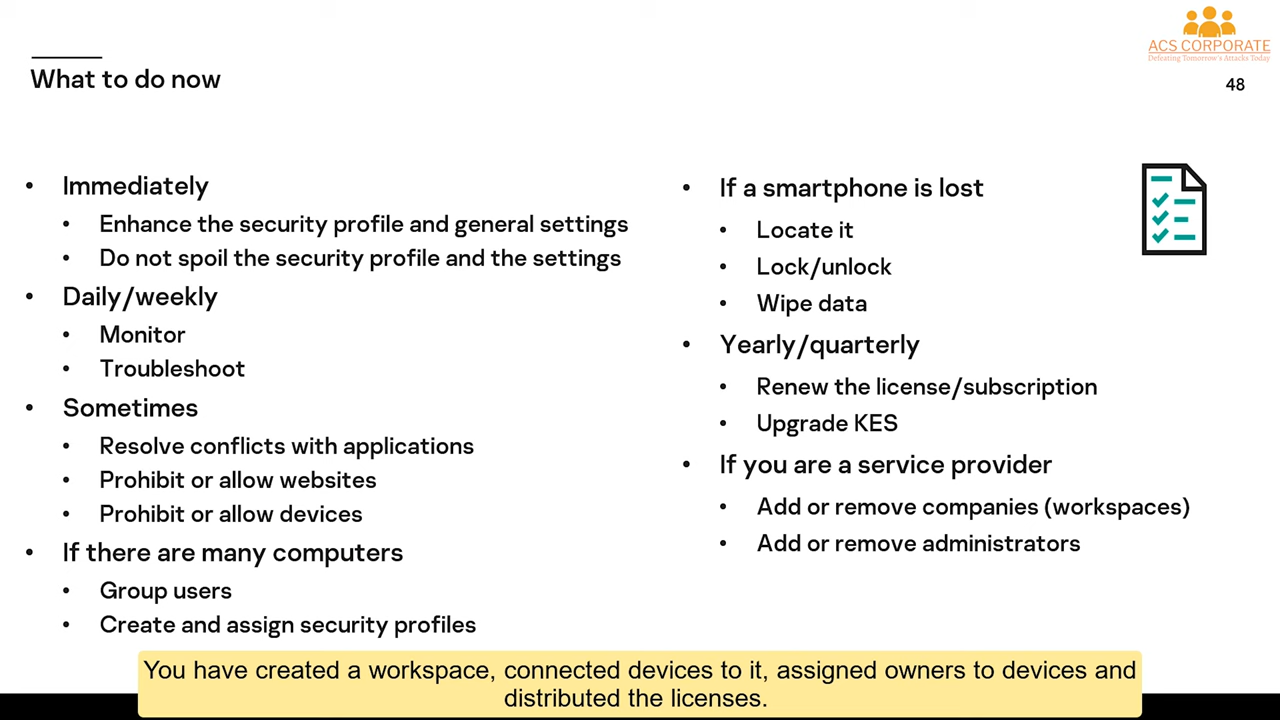 ACS CORPORATE
Defeating Tomorrow's Attacks Today
What to do now
48
• Immediately
• Enhance the security profile and general settings
• Do not spoil the security profile and the settings
• Daily/weekly
• Monitor
• Troubleshoot
• Sometimes
• Resolve conflicts with applications
• Prohibit or allow websites
• Prohibit or allow devices
• If there are many computers
• Group users
• Create and assign security profiles
• If a smartphone is lost
• Locate it
• Lock/unlock
• Wipe data
• Yearly/quarterly
• Renew the license/subscription
• Upgrade KES
• If you are a service provider
• Add or remove companies (workspaces)
• Add or remove administrators
You have created a workspace, connected devices to it, assigned owners to devices and
distributed the licenses.